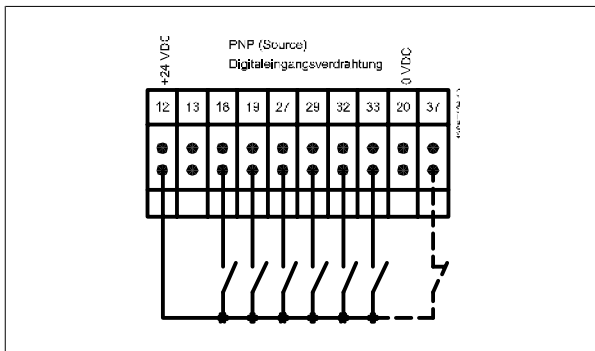 PNP (Source)
Digitaleingangsverdrahtung
+24 VDC
0 VDC
12 13 18 19 27 29 32 33 20 37